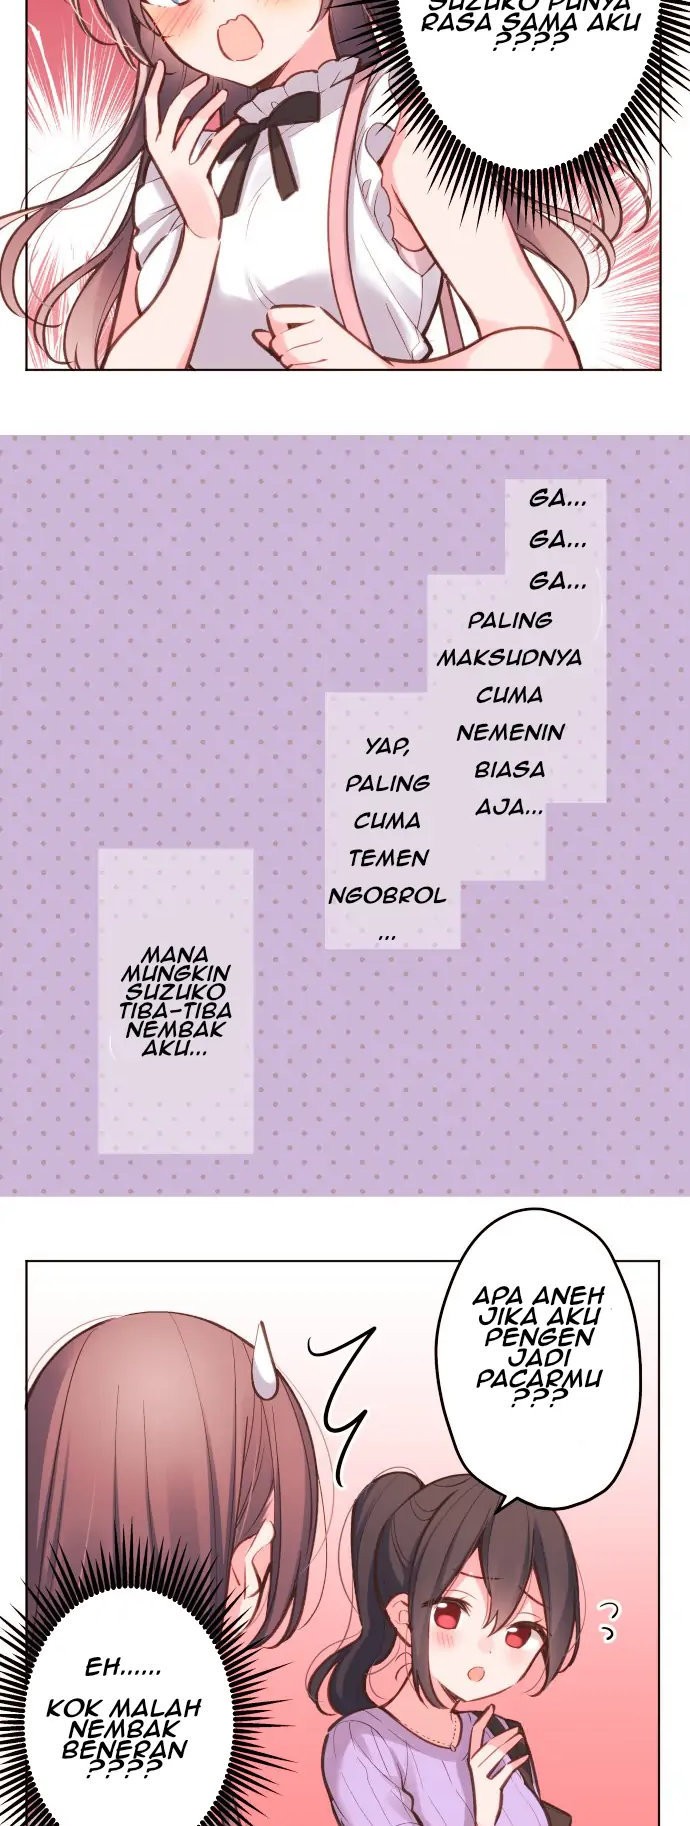 SUZUKO PUNYA
RASA SAMA AKU
????
GA...
GA...
GA...
PALING
MAKSUDNYA
CUMA
NEMENIN
BIASA
AJA...
YAP,
PALING
CUMA
TEMEN
NGOBROL
...
MANA
MUNGKIN
SUZUKO
TIBA-TIBA
NEMBAK
AKU...
APA ANEH
JIKA AKU
PENGEN
JADI
PACARMU
???
EH......
KOK MALAH
NEMBAK
BENERAN
????